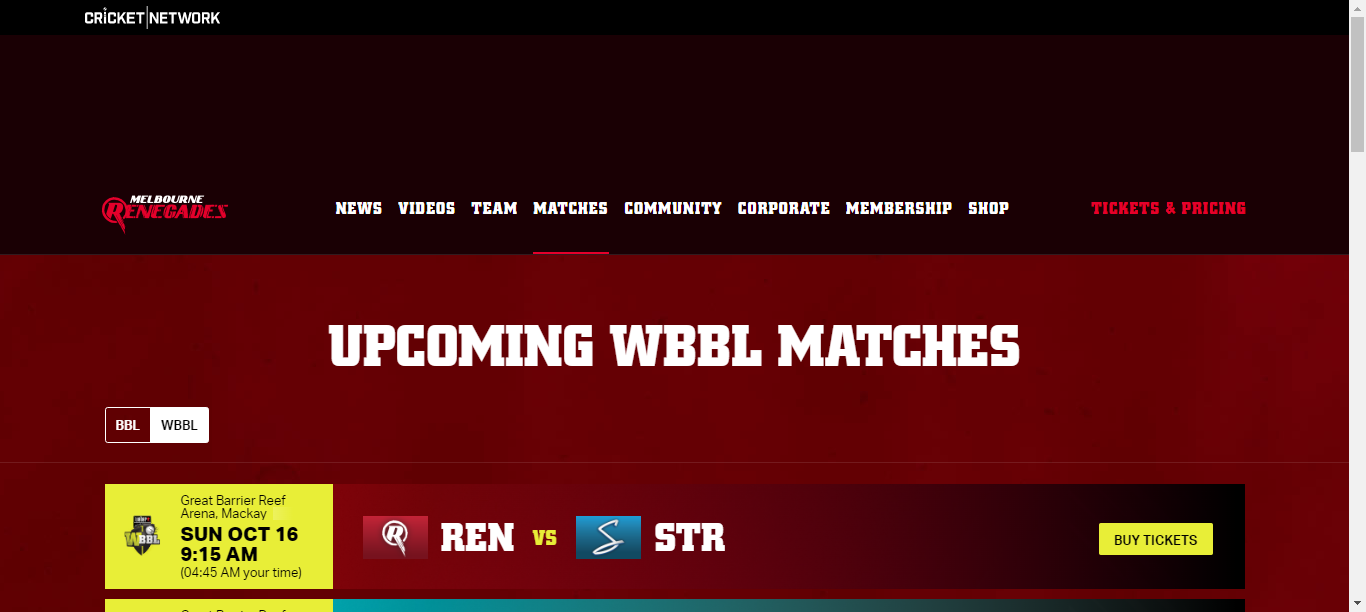 CRICKET NETWORK
MELBOURNE
RENEGADES
NEWS VIDEOS TEAM MATCHES COMMUNITY CORPORATE MEMBERSHIP SHOP TICKETS & PRICING
UPCOMING WBBL MATCHES
BBL WBBL
Great Barrier Reef
Arena, Mackay
SUN OCT 16
9:15 AM
(04:45 AM your time)
WBBL
R REN VS S STR
BUY TICKETS